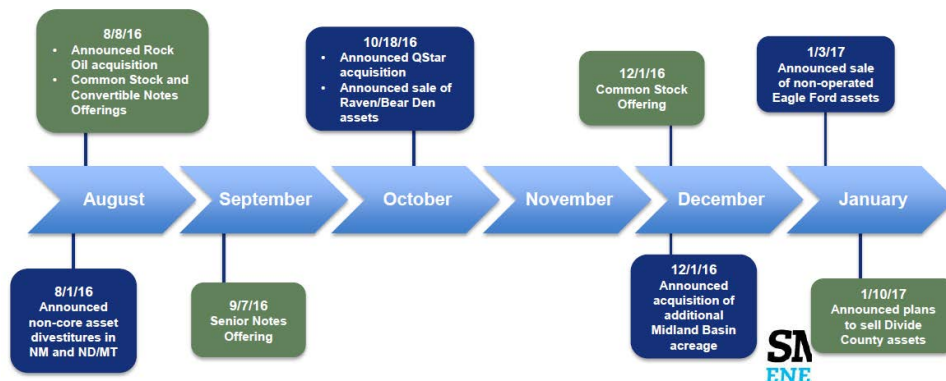 8/8/16
• Announced Rock
Oil acquisition
• Common Stock and
Convertible Notes
Offerings
10/18/16
• Announced QStar
acquisition
• Announced sale of
Raven/Bear Den
assets
12/1/16
Common Stock
Offering
1/3/17
Announced sale
of non-operated
Eagle Ford assets
August
September
October
November
December
January
8/1/16
Announced
non-core asset
divestitures in
NM and ND/MT
9/7/16
Senior Notes
Offering
12/1/16
Announced
acquisition of
additional
Midland Basin
acreage
1/10/17
Announced plans
to sell Divide
County assets
SM
ENE